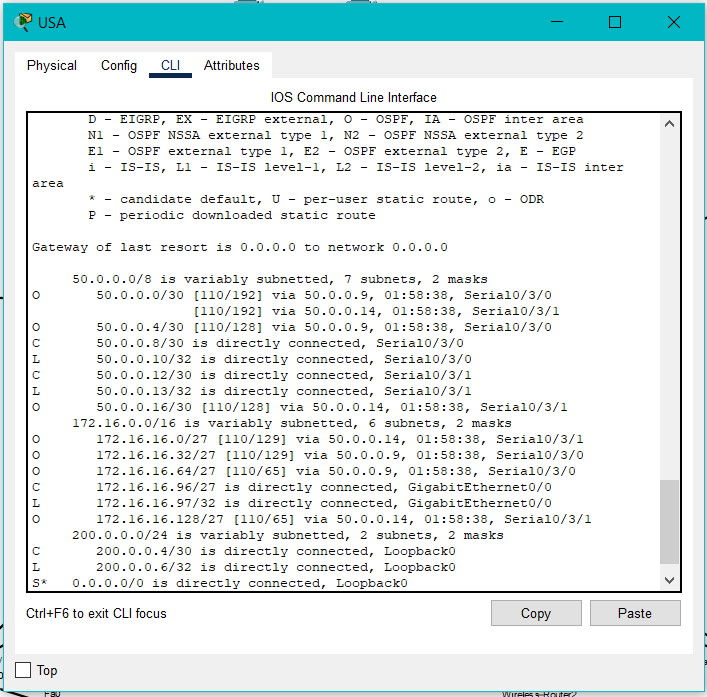 USA
Physical Config CLI Attributes
IOS Command Line Interface
D - EIGRP, EX - EIGRP external, O - OSPF, IA - OSPF inter area
N1 - OSPF NSSA external type 1, N2 - OSPF NSSA external type 2
E1 - OSPF external type 1, E2 - OSPF external type 2, E - EGP
i - IS-IS, L1 - IS-IS level-1, L2 - IS-IS level-2, ia - IS-IS inter
area
* - candidate default, U - per-user static route, o - ODR
P - periodic downloaded static route
Gateway of last resort is 0.0.0.0 to network 0.0.0.0
50.0.0.0/8 is variably subnetted, 7 subnets, 2 masks
O 50.0.0.0/30 [110/192] via 50.0.0.9, 01:58:38, Serial0/3/0
[110/192] via 50.0.0.14, 01:58:38, Serial0/3/1
O 50.0.0.4/30 [110/128] via 50.0.0.9, 01:58:38, Serial0/3/0
C 50.0.0.8/30 is directly connected, Serial0/3/0
L 50.0.0.10/32 is directly connected, Serial0/3/0
C 50.0.0.12/30 is directly connected, Serial0/3/1
L 50.0.0.13/32 is directly connected, Serial0/3/1
O 50.0.0.16/30 [110/128] via 50.0.0.14, 01:58:38, Serial0/3/1
172.16.0.0/16 is variably subnetted, 6 subnets, 2 masks
O 172.16.16.0/27 [110/129] via 50.0.0.14, 01:58:38, Serial0/3/1
O 172.16.16.32/27 [110/129] via 50.0.0.9, 01:58:38, Serial0/3/0
O 172.16.16.64/27 [110/65] via 50.0.0.9, 01:58:38, Serial0/3/0
C 172.16.16.96/27 is directly connected, GigabitEthernet0/0
L 172.16.16.97/32 is directly connected, GigabitEthernet0/0
O 172.16.16.128/27 [110/65] via 50.0.0.14, 01:58:38, Serial0/3/1
200.0.0.0/24 is variably subnetted, 2 subnets, 2 masks
C 200.0.0.4/30 is directly connected, Loopback0
L 200.0.0.6/32 is directly connected, Loopback0
S* 0.0.0.0/0 is directly connected, Loopback0
Ctrl+F6 to exit CLI focus
Copy Paste
Top
Fa0 Wireless-Router2